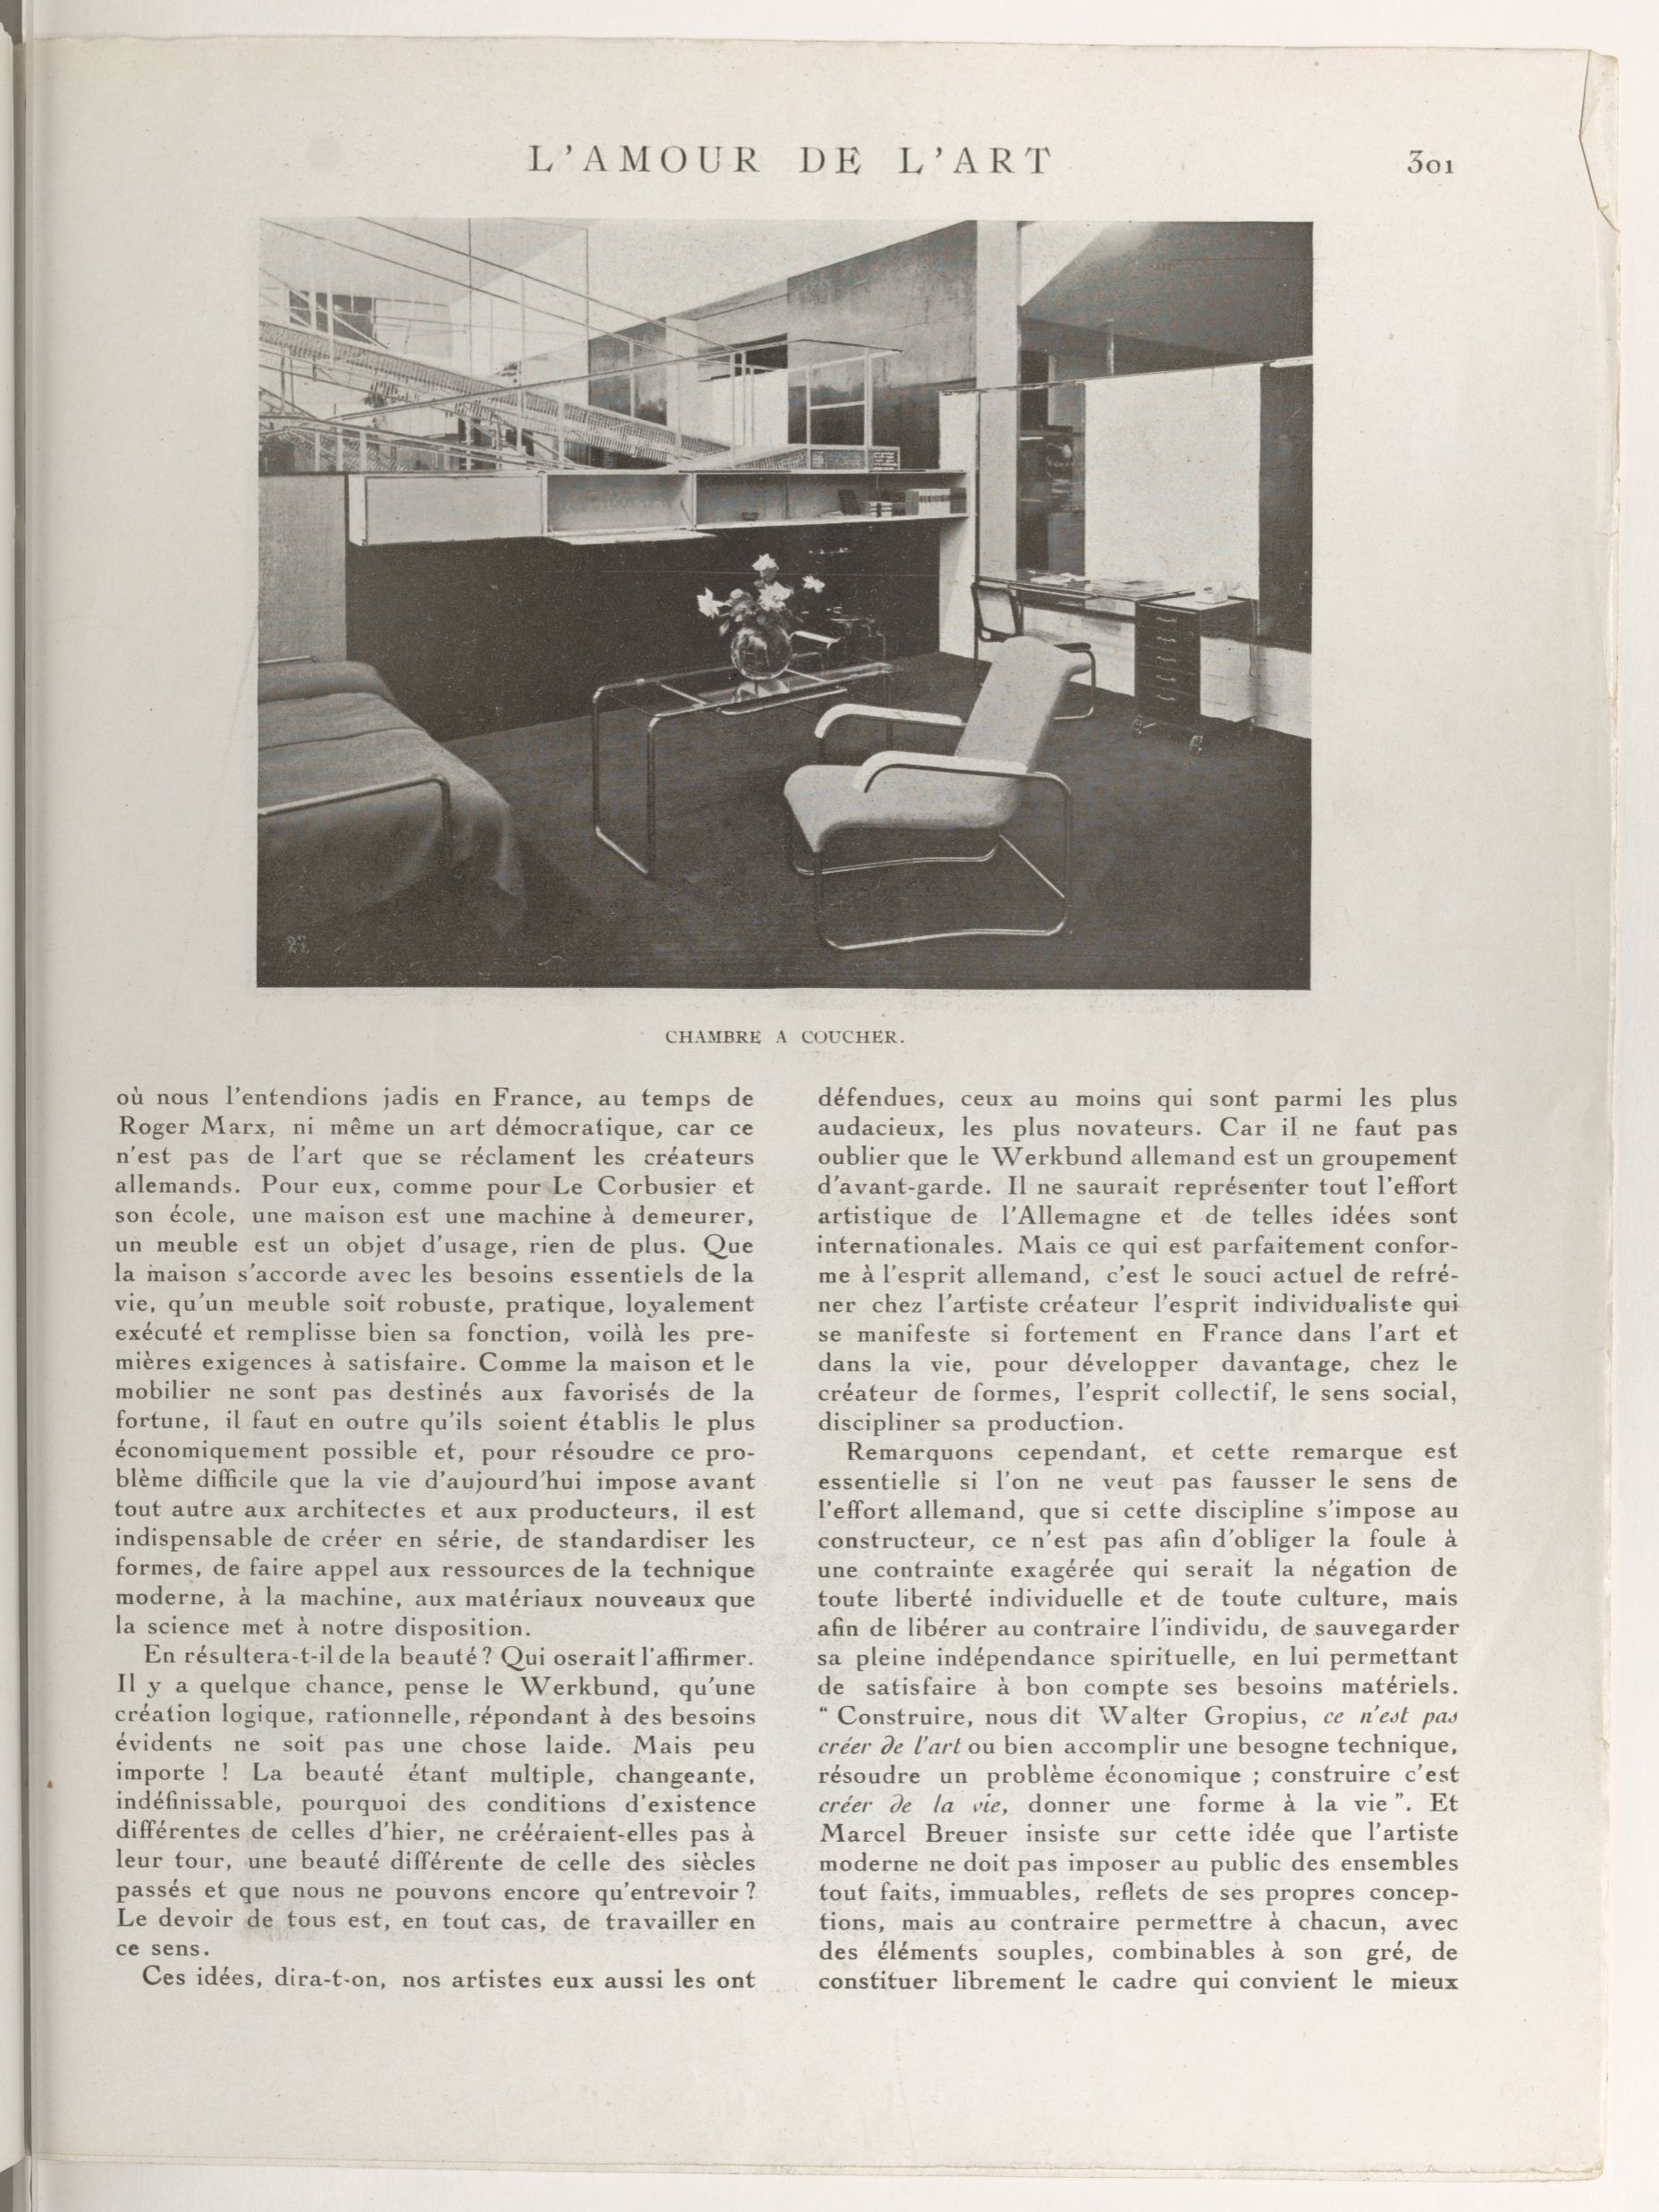 L'AMOUR DE L'ART
301
22
CHAMBRE A COUCHER.
où nous l'entendions jadis en France, au temps de
Roger Marx, ni même un art démocratique, car ce
n'est pas de l'art que se réclament les créateurs
allemands. Pour eux, comme pour Le Corbusier et
son école, une maison est une machine à demeurer,
un meuble est un objet d'usage, rien de plus. Que
la maison s'accorde avec les besoins essentiels de la
vie, qu'un meuble soit robuste, pratique, loyalement
exécuté et remplisse bien sa fonction, voilà les pre-
mières exigences à satisfaire. Comme la maison et le
mobilier ne sont pas destinés aux favorisés de la
fortune, il faut en outre qu'ils soient établis le plus
économiquement possible et, pour résoudre ce pro-
blème difficile que la vie d'aujourd'hui impose avant
tout autre aux architectes et aux producteurs, il est
indispensable de créer en série, de standardiser les
formes, de faire appel aux ressources de la technique
moderne, à la machine, aux matériaux nouveaux que
la science met à notre disposition.
En résultera-t-il de la beauté ? Qui oserait l'affirmer.
Il y a quelque chance, pense le Werkbund, qu'une
création logique, rationnelle, répondant à des besoins
évidents ne soit pas une chose laide. Mais peu
importe ! La beauté étant multiple, changeante,
indéfinissable, pourquoi des conditions d'existence
différentes de celles d'hier, ne crééraient-elles pas à
leur tour, une beauté différente de celle des siècles
passés et que nous ne pouvons encore qu'entrevoir ?
Le devoir de tous est, en tout cas, de travailler en
ce sens.
Ces idées, dira-t-on, nos artistes eux aussi les ont
défendues, ceux au moins qui sont parmi les plus
audacieux, les plus novateurs. Car il ne faut pas
oublier que le Werkbund allemand est un groupement
d'avant-garde. Il ne saurait représenter tout l'effort
artistique de l'Allemagne et de telles idées sont
internationales. Mais ce qui est parfaitement confor-
me à l'esprit allemand, c'est le souci actuel de refré-
ner chez l'artiste créateur l'esprit individualiste qui
se manifeste si fortement en France dans l'art et
dans la vie, pour développer davantage, chez le
créateur de formes, l'esprit collectif, le sens social,
discipliner sa production.
Remarquons cependant, et cette remarque est
essentielle si l'on ne veut pas fausser le sens de
l'effort allemand, que si cette discipline s'impose au
constructeur, ce n'est pas afin d'obliger la foule à
une contrainte exagérée qui serait la négation de
toute liberté individuelle et de toute culture, mais
afin de libérer au contraire l'individu, de sauvegarder
sa pleine indépendance spirituelle, en lui permettant
de satisfaire à bon compte ses besoins matériels.
“ Construire, nous dit Walter Gropius, ce n'est pas
créer de l'art ou bien accomplir une besogne technique,
résoudre un problème économique ; construire c'est
créer de la vie, donner une forme à la vie ”. Et
Marcel Breuer insiste sur cette idée que l'artiste
moderne ne doit pas imposer au public des ensembles
tout faits, immuables, reflets de ses propres concep-
tions, mais au contraire permettre à chacun, avec
des éléments souples, combinables à son gré, de
constituer librement le cadre qui convient le mieux